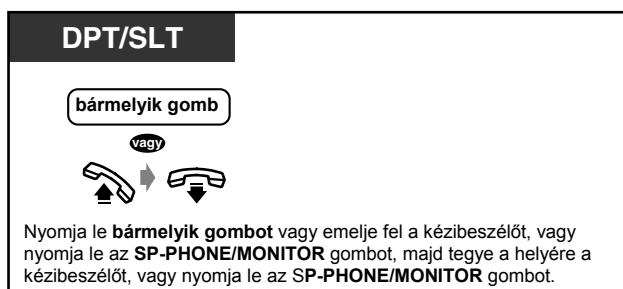 DPT/SLT
bármelyik gomb
vagy
Nyomja le bármelyik gombot vagy emelje fel a kézibeszélőt, vagy
nyomja le az SP-PHONE/MONITOR gombot, majd tegye a helyére a
kézibeszélőt, vagy nyomja le az SP-PHONE/MONITOR gombot.